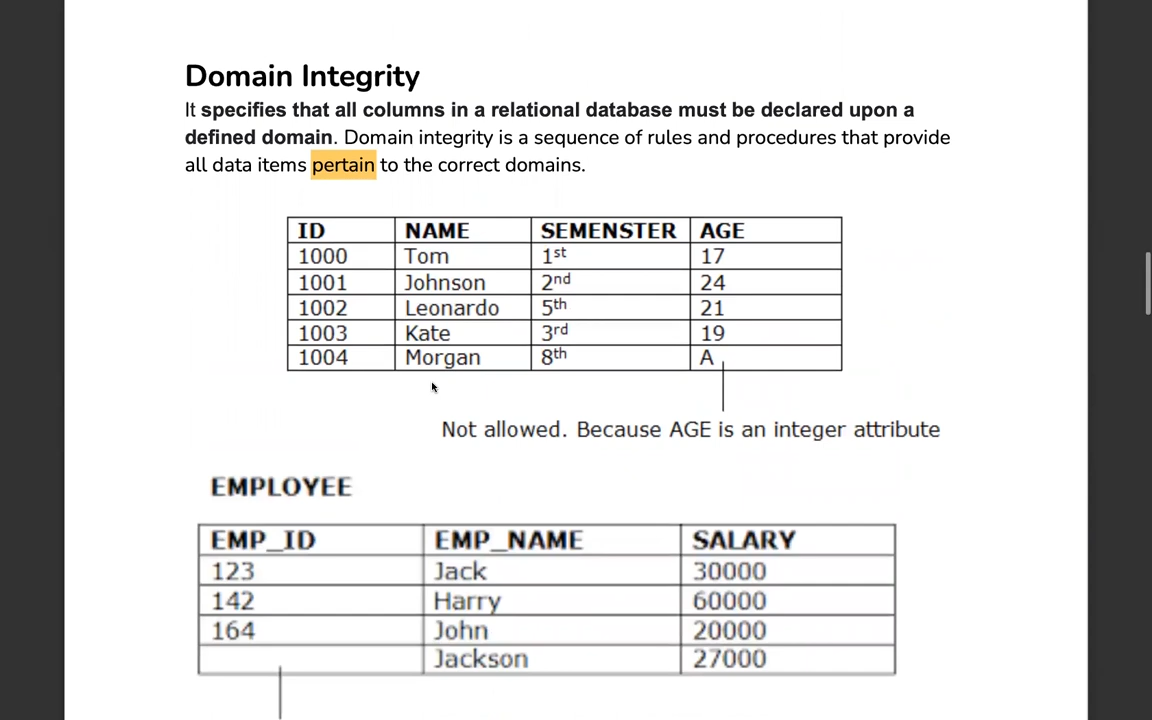 Domain Integrity
It specifies that all columns in a relational database must be declared upon a
defined domain. Domain integrity is a sequence of rules and procedures that provide
all data items pertain to the correct domains.
ID NAME SEMENSTER AGE
1000 Tom 1st 17
1001 Johnson 2nd 24
1002 Leonardo 5th 21
1003 Kate 3rd 19
1004 Morgan 8th A
Not allowed. Because AGE is an integer attribute
EMPLOYEE
EMP_ID EMP_NAME SALARY
123 Jack 30000
142 Harry 60000
164 John 20000
Jackson 27000